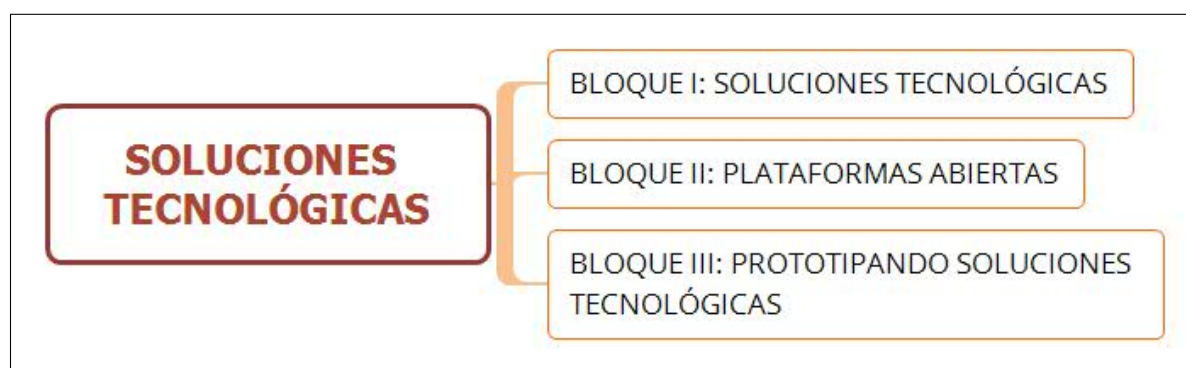 SOLUCIONES
TECNOLÓGICAS
BLOQUE I: SOLUCIONES TECNOLÓGICAS
BLOQUE II: PLATAFORMAS ABIERTAS
BLOQUE III: PROTOTIPANDO SOLUCIONES
TECNOLÓGICAS